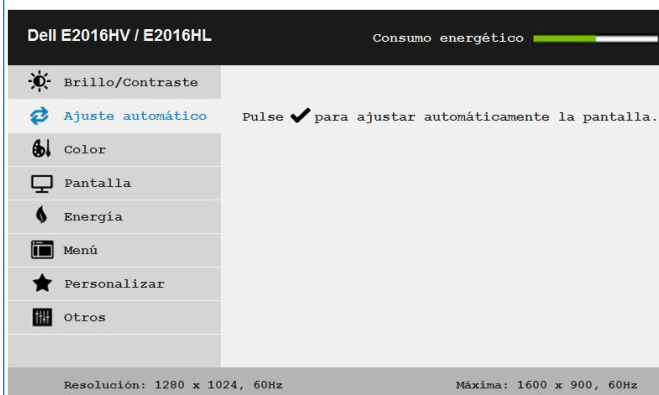 Dell E2016HV / E2016HL
Consumo energético
Brillo/Contraste
Ajuste automático
Pulse ✔ para ajustar automáticamente la pantalla.
Color
Pantalla
Energía
Menú
Personalizar
Otros
Resolución: 1280 x 1024, 60Hz
Máxima: 1600 x 900, 60Hz